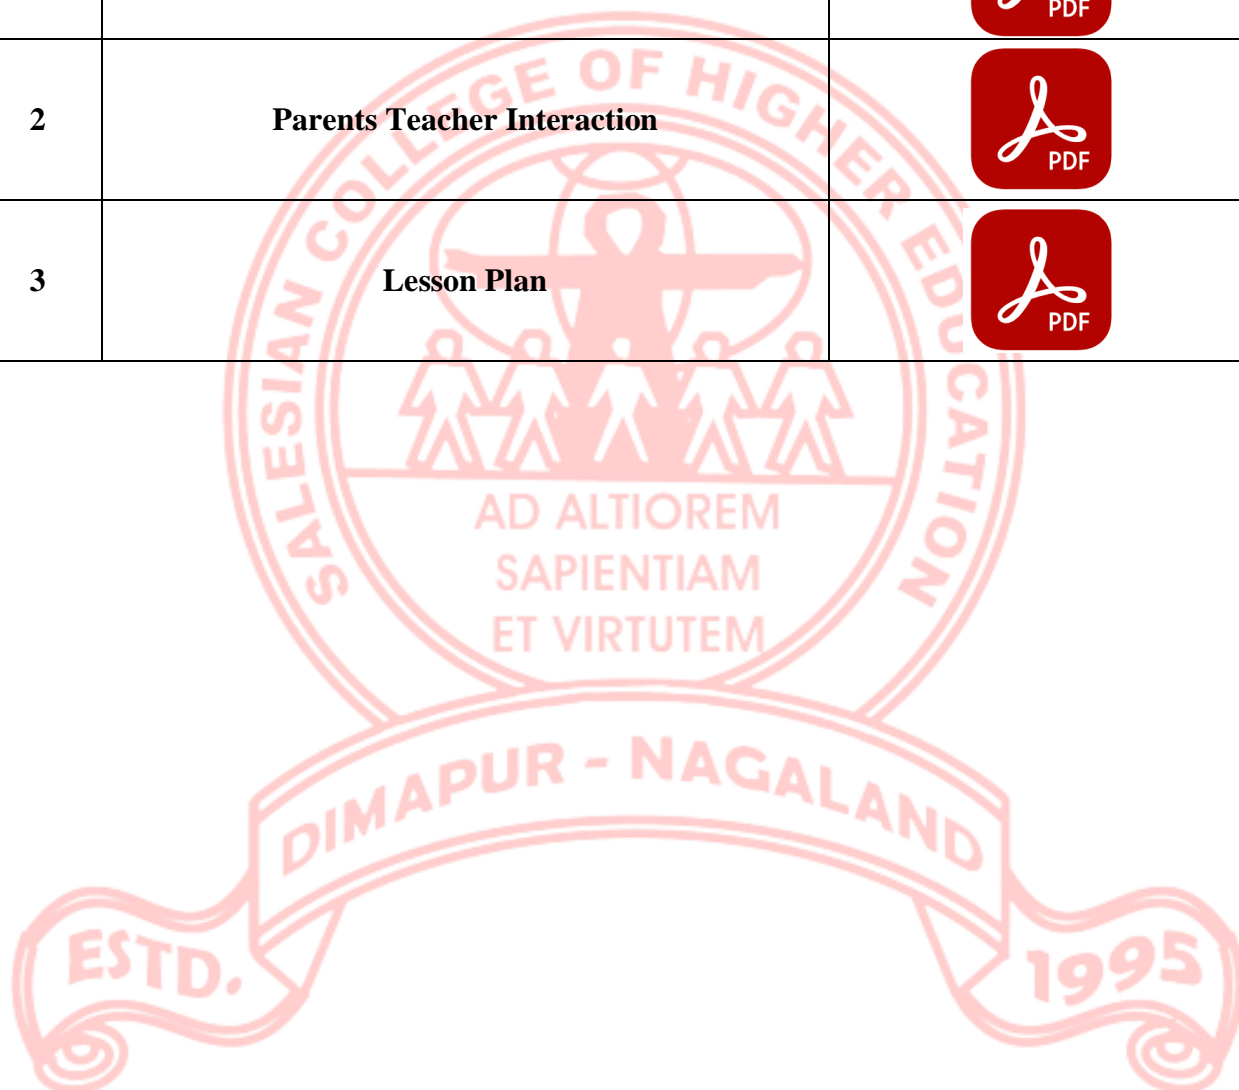 PDF
2 Parents Teacher Interaction PDF
3 Lesson Plan PDF
SALESIAN COLLEGE OF HIGHER EDUCATION
AD ALTIOREM
SAPIENTIAM
ET VIRTUTEM
DIMAPUR - NAGALAND
ESTD. 1995